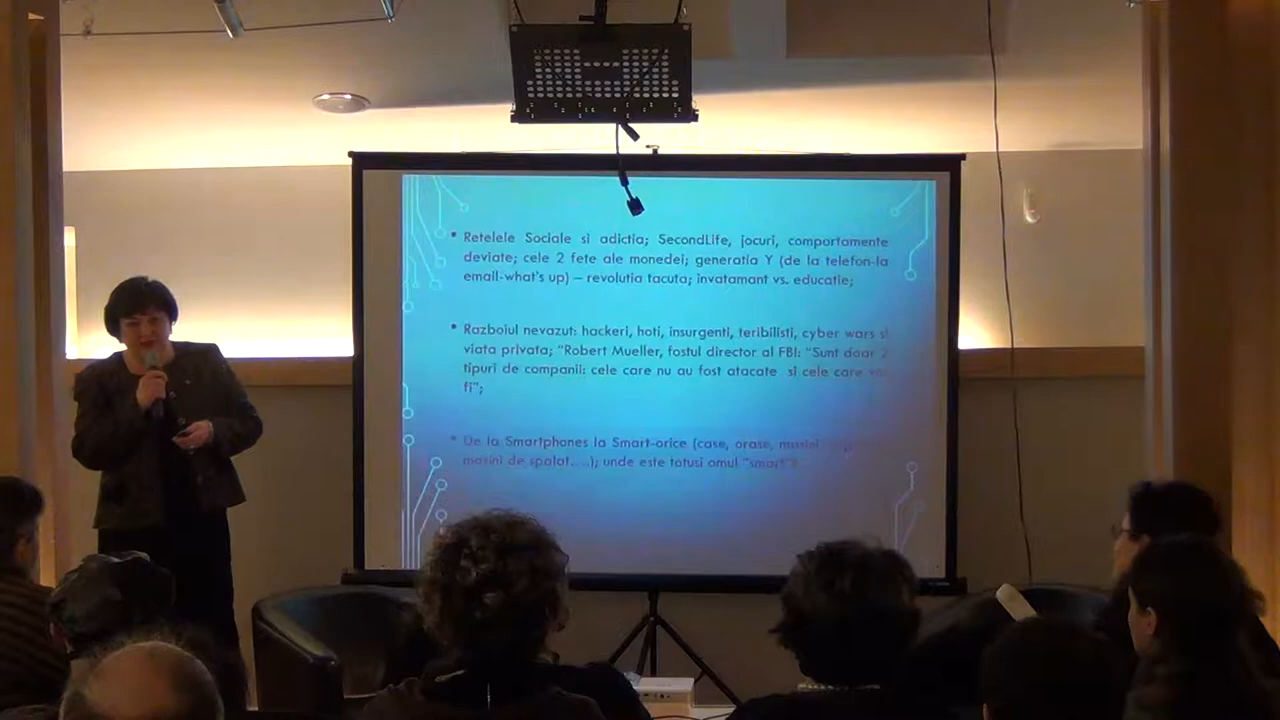 Retelele Sociale si adictia; SecondLife, jocuri, comportamente
deviate; cele 2 fete ale monedei; generatia Y (de la telefon-la
email-what's up) – revolutia tacuta; invatamant vs. educatie;
Razboiul nevazut: hackeri, hoti, insurgenti, teribilisti, cyber wars si
viata privata; "Robert Mueller, fostul director al FBI: "Sunt doar 2
tipuri de companii: cele care nu au fost atacate si cele care vor
fi";
De la Smartphones la Smart-orice (case, orase, masini,
masini de spalat.....); unde este totusi omul "smart"?